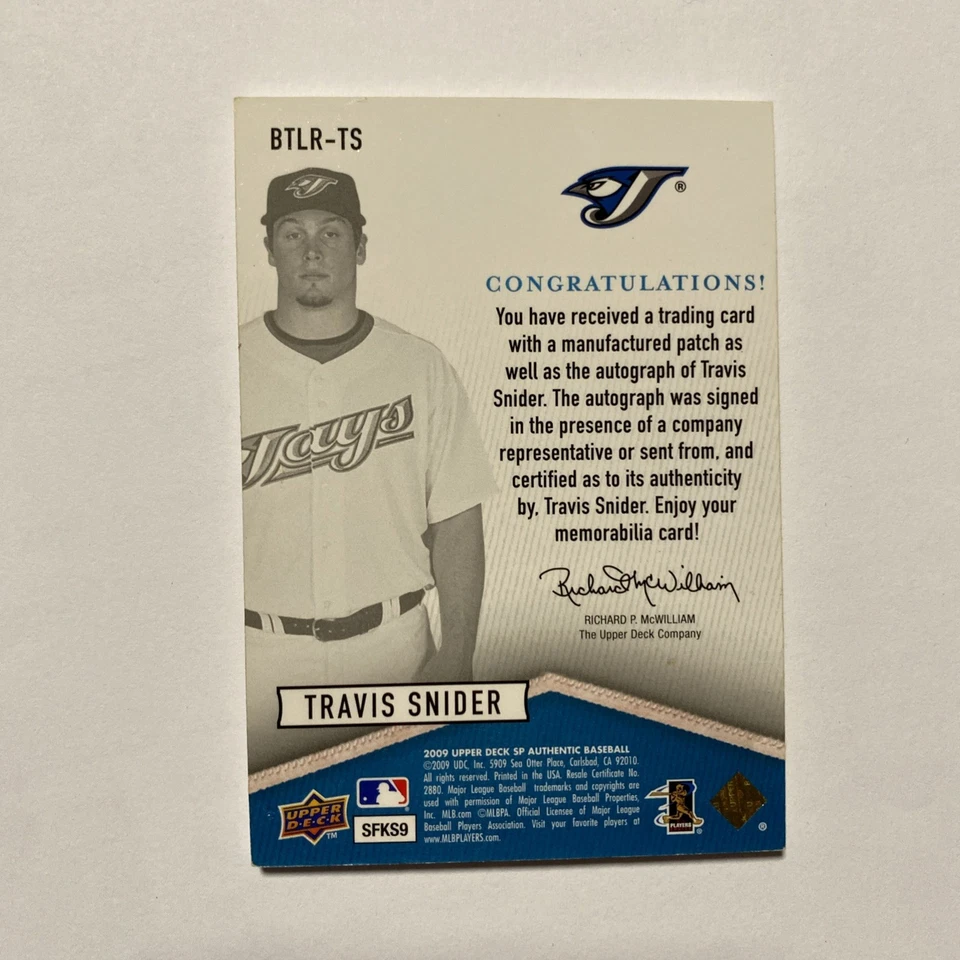 BTLR-TS
J
®
CONGRATULATIONS!
You have received a trading card
with a manufactured patch as
well as the autograph of Travis
Snider. The autograph was signed
in the presence of a company
representative or sent from, and
certified as to its authenticity
by, Travis Snider. Enjoy your
memorabilia card!
Jays
Richard McWilliam
RICHARD P. McWILLIAM
The Upper Deck Company
TRAVIS SNIDER
2009 UPPER DECK SP AUTHENTIC BASEBALL
©2009 UDC, Inc. 5909 Sea Otter Place, Carlsbad, CA 92010.
All rights reserved. Printed in the USA. Resale Certificate No.
2880. Major League Baseball trademarks and copyrights are
used with permission of Major League Baseball Properties,
Inc. MLB.com ©MLBPA. Official Licensee of Major League
Baseball Players Association. Visit your favorite players at
www.MLBPLAYERS.com.
UPPER
D·E·C·K
TM
®
SFKS9
PLAYERS
®
®